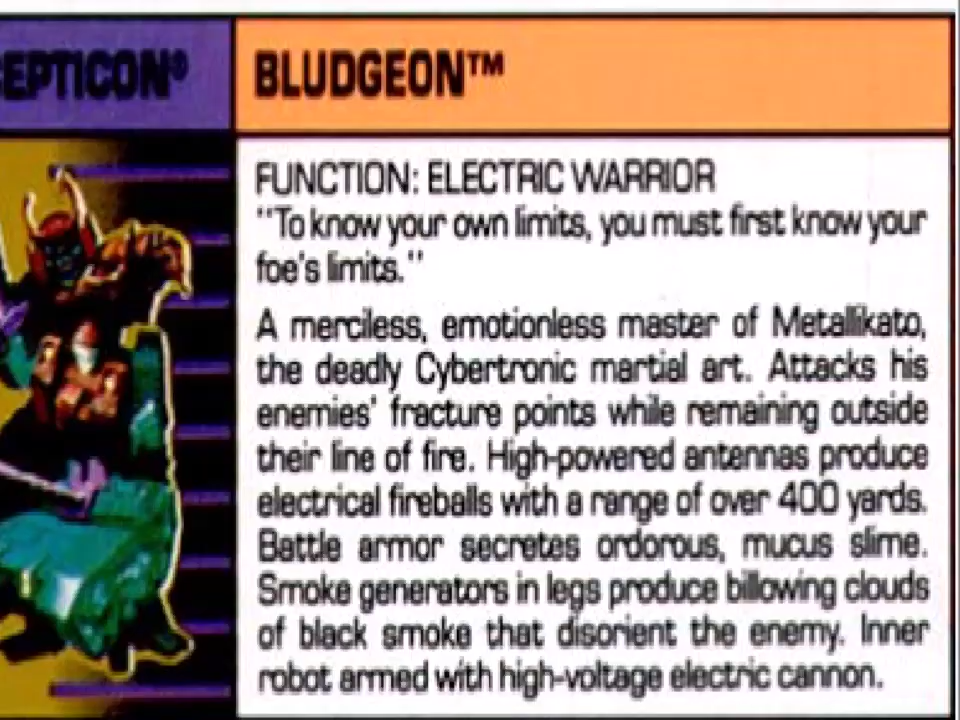 EPTICON®
BLUDGEON™
FUNCTION: ELECTRIC WARRIOR
"To know your own limits, you must first know your
foe's limits."
A merciless, emotionless master of Metallikato,
the deadly Cybertronic martial art. Attacks his
enemies' fracture points while remaining outside
their line of fire. High-powered antennas produce
electrical fireballs with a range of over 400 yards.
Battle armor secretes ordorous, mucus slime.
Smoke generators in legs produce billowing clouds
of black smoke that disorient the enemy. Inner
robot armed with high-voltage electric cannon.